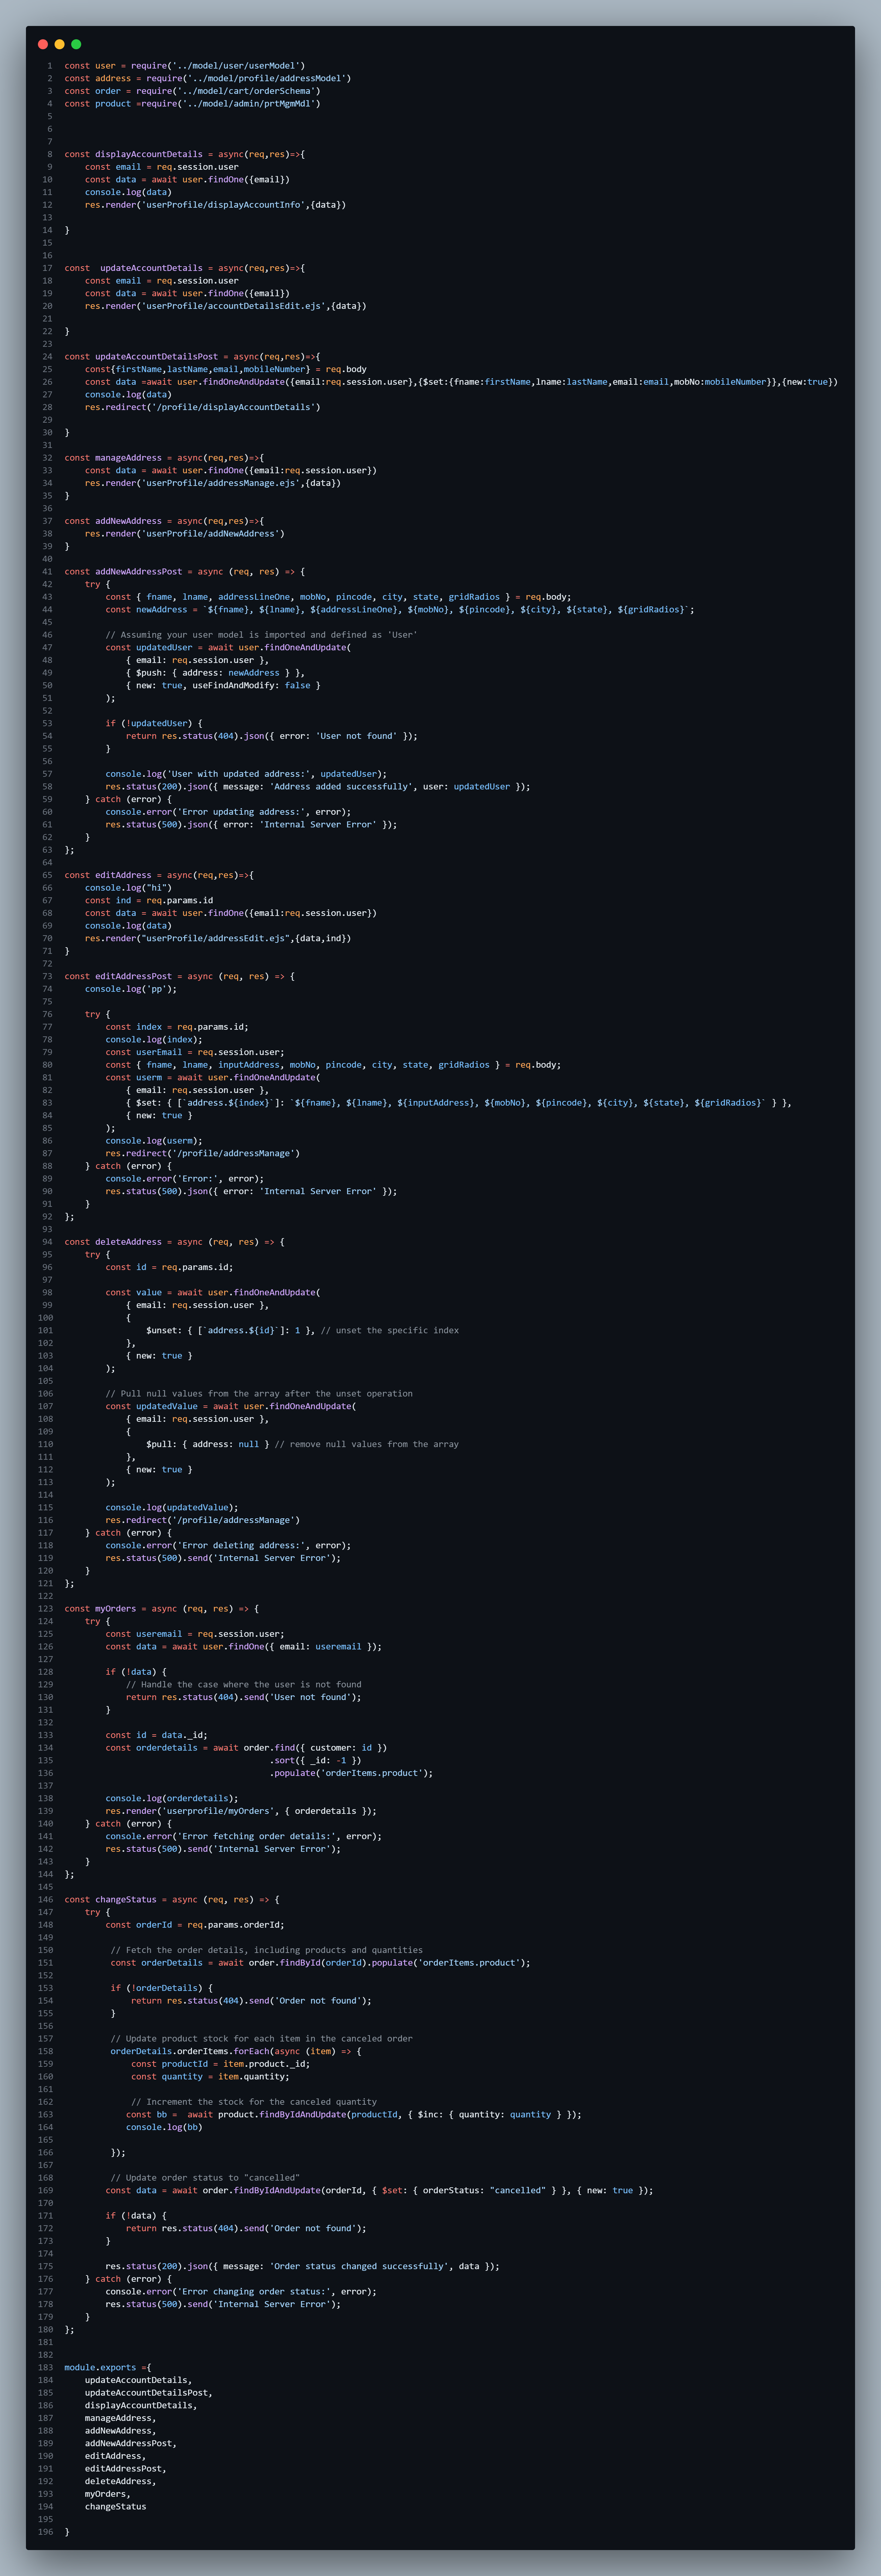 1 const user = require('../model/user/userModel')
2 const address = require('../model/profile/addressModel')
3 const order = require('../model/cart/orderSchema')
4 const product =require('../model/admin/prtMgmMdl')
5
6
7
8 const displayAccountDetails = async(req,res)=>{
9     const email = req.session.user
10     const data = await user.findOne({email})
11     console.log(data)
12     res.render('userProfile/displayAccountInfo',{data})
13
14 }
15
16
17 const  updateAccountDetails = async(req,res)=>{
18     const email = req.session.user
19     const data = await user.findOne({email})
20     res.render('userProfile/accountDetailsEdit.ejs',{data})
21
22 }
23
24 const updateAccountDetailsPost = async(req,res)=>{
25     const{firstName,lastName,email,mobileNumber} = req.body
26     const data =await user.findOneAndUpdate({email:req.session.user},{$set:{fname:firstName,lname:lastName,email:email,mobNo:mobileNumber}},{new:true})
27     console.log(data)
28     res.redirect('/profile/displayAccountDetails')
29
30 }
31
32 const manageAddress = async(req,res)=>{
33     const data = await user.findOne({email:req.session.user})
34     res.render('userProfile/addressManage.ejs',{data})
35 }
36
37 const addNewAddress = async(req,res)=>{
38     res.render('userProfile/addNewAddress')
39 }
40
41 const addNewAddressPost = async (req, res) => {
42     try {
43         const { fname, lname, addressLineOne, mobNo, pincode, city, state, gridRadios } = req.body;
44         const newAddress = `${fname}, ${lname}, ${addressLineOne}, ${mobNo}, ${pincode}, ${city}, ${state}, ${gridRadios}`;
45
46         // Assuming your user model is imported and defined as 'User'
47         const updatedUser = await user.findOneAndUpdate(
48             { email: req.session.user },
49             { $push: { address: newAddress } },
50             { new: true, useFindAndModify: false }
51         );
52
53         if (!updatedUser) {
54             return res.status(404).json({ error: 'User not found' });
55         }
56
57         console.log('User with updated address:', updatedUser);
58         res.status(200).json({ message: 'Address added successfully', user: updatedUser });
59     } catch (error) {
60         console.error('Error updating address:', error);
61         res.status(500).json({ error: 'Internal Server Error' });
62     }
63 };
64
65 const editAddress = async(req,res)=>{
66     console.log("hi")
67     const ind = req.params.id
68     const data = await user.findOne({email:req.session.user})
69     console.log(data)
70     res.render("userProfile/addressEdit.ejs",{data,ind})
71 }
72
73 const editAddressPost = async (req, res) => {
74     console.log('pp');
75
76     try {
77         const index = req.params.id;
78         console.log(index);
79         const userEmail = req.session.user;
80         const { fname, lname, inputAddress, mobNo, pincode, city, state, gridRadios } = req.body;
81         const userm = await user.findOneAndUpdate(
82             { email: req.session.user },
83             { $set: { [`address.${index}`]: `${fname}, ${lname}, ${inputAddress}, ${mobNo}, ${pincode}, ${city}, ${state}, ${gridRadios}` } },
84             { new: true }
85         );
86         console.log(userm);
87         res.redirect('/profile/addressManage')
88     } catch (error) {
89         console.error('Error:', error);
90         res.status(500).json({ error: 'Internal Server Error' });
91     }
92 };
93
94 const deleteAddress = async (req, res) => {
95     try {
96         const id = req.params.id;
97
98         const value = await user.findOneAndUpdate(
99             { email: req.session.user },
100             {
101                 $unset: { [`address.${id}`]: 1 }, // unset the specific index
102             },
103             { new: true }
104         );
105
106         // Pull null values from the array after the unset operation
107         const updatedValue = await user.findOneAndUpdate(
108             { email: req.session.user },
109             {
110                 $pull: { address: null } // remove null values from the array
111             },
112             { new: true }
113         );
114
115         console.log(updatedValue);
116         res.redirect('/profile/addressManage')
117     } catch (error) {
118         console.error('Error deleting address:', error);
119         res.status(500).send('Internal Server Error');
120     }
121 };
122
123 const myOrders = async (req, res) => {
124     try {
125         const useremail = req.session.user;
126         const data = await user.findOne({ email: useremail });
127
128         if (!data) {
129             // Handle the case where the user is not found
130             return res.status(404).send('User not found');
131         }
132
133         const id = data._id;
134         const orderdetails = await order.find({ customer: id })
135                                         .sort({ _id: -1 })
136                                         .populate('orderItems.product');
137
138         console.log(orderdetails);
139         res.render('userprofile/myOrders', { orderdetails });
140     } catch (error) {
141         console.error('Error fetching order details:', error);
142         res.status(500).send('Internal Server Error');
143     }
144 };
145
146 const changeStatus = async (req, res) => {
147     try {
148         const orderId = req.params.orderId;
149
150          // Fetch the order details, including products and quantities
151          const orderDetails = await order.findById(orderId).populate('orderItems.product');
152
153          if (!orderDetails) {
154              return res.status(404).send('Order not found');
155          }
156
157          // Update product stock for each item in the canceled order
158          orderDetails.orderItems.forEach(async (item) => {
159              const productId = item.product._id;
160              const quantity = item.quantity;
161
162              // Increment the stock for the canceled quantity
163             const bb =  await product.findByIdAndUpdate(productId, { $inc: { quantity: quantity } });
164             console.log(bb)
165
166          });
167
168          // Update order status to "cancelled"
169         const data = await order.findByIdAndUpdate(orderId, { $set: { orderStatus: "cancelled" } }, { new: true });
170
171         if (!data) {
172             return res.status(404).send('Order not found');
173         }
174
175         res.status(200).json({ message: 'Order status changed successfully', data });
176     } catch (error) {
177         console.error('Error changing order status:', error);
178         res.status(500).send('Internal Server Error');
179     }
180 };
181
182
183 module.exports ={
184     updateAccountDetails,
185     updateAccountDetailsPost,
186     displayAccountDetails,
187     manageAddress,
188     addNewAddress,
189     addNewAddressPost,
190     editAddress,
191     editAddressPost,
192     deleteAddress,
193     myOrders,
194     changeStatus
195
196 }